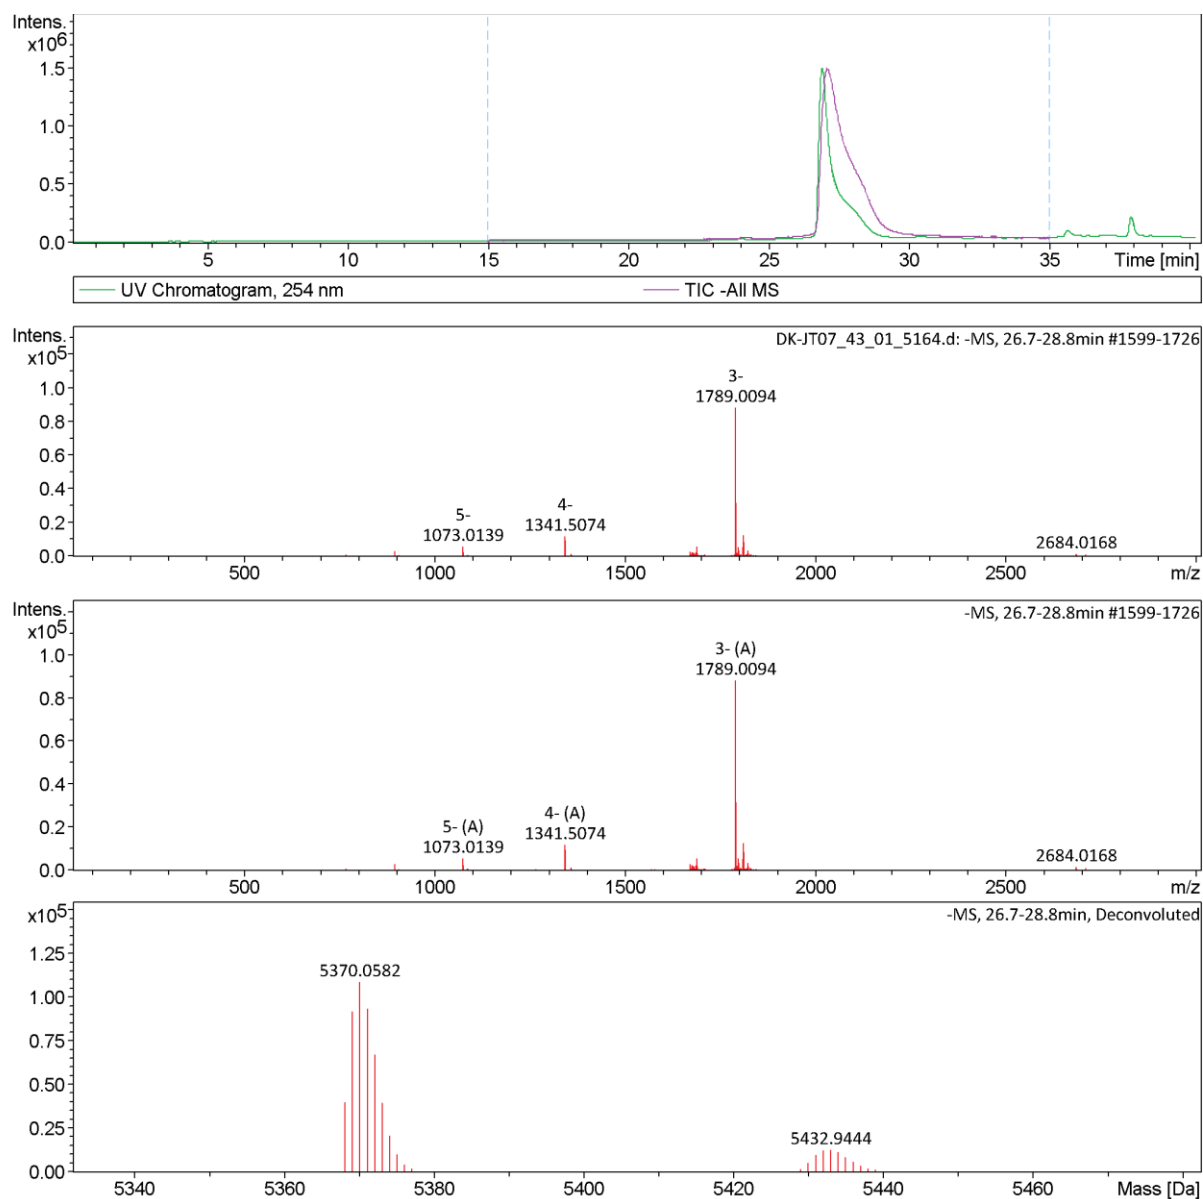 Intens.
x10^6
1.5
1.0
0.5
0.0
5 10 15 20 25 30 35 Time [min]
UV Chromatogram, 254 nm TIC -All MS
Intens.
x10^5
DK-JT07_43_01_5164.d: -MS, 26.7-28.8min #1599-1726
1.0
0.8
0.6
0.4
0.2
0.0
3-
1789.0094
5-
1073.0139
4-
1341.5074
2684.0168
500 1000 1500 2000 2500 m/z
Intens.
x10^5
-MS, 26.7-28.8min #1599-1726
1.0
0.8
0.6
0.4
0.2
0.0
3- (A)
1789.0094
5- (A)
1073.0139
4- (A)
1341.5074
2684.0168
500 1000 1500 2000 2500 m/z
x10^5
-MS, 26.7-28.8min, Deconvoluted
1.25
1.00
0.75
0.50
0.25
0.00
5370.0582
5432.9444
5340 5360 5380 5400 5420 5440 5460 Mass [Da]